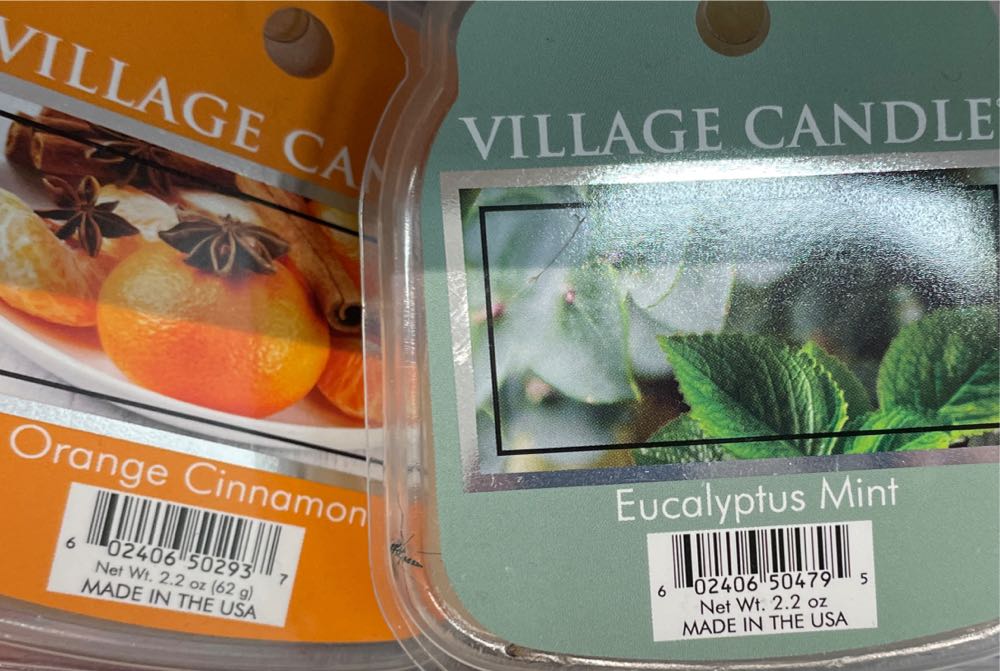 VILLAGE CAN
Orange Cinnamon
6 02406 50293 7
Net Wt. 2.2 oz (62 g)
MADE IN THE USA
VILLAGE CANDLE
Eucalyptus Mint
6 02406 50479 5
Net Wt. 2.2 oz
MADE IN THE USA